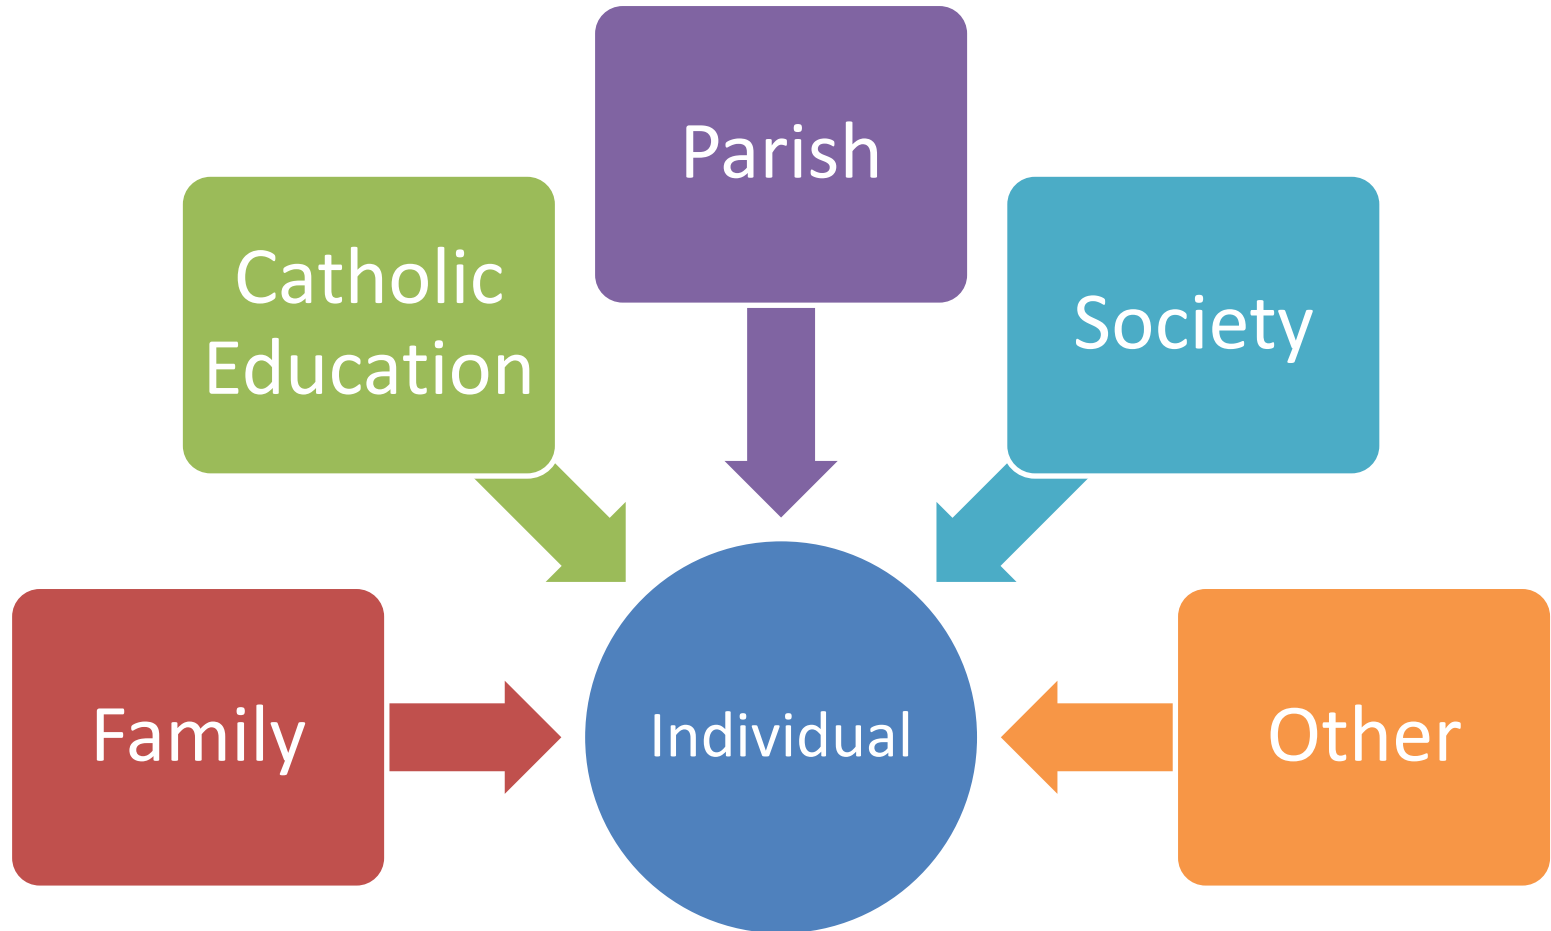 Parish
Catholic
Education
Society
Family
Individual
Other